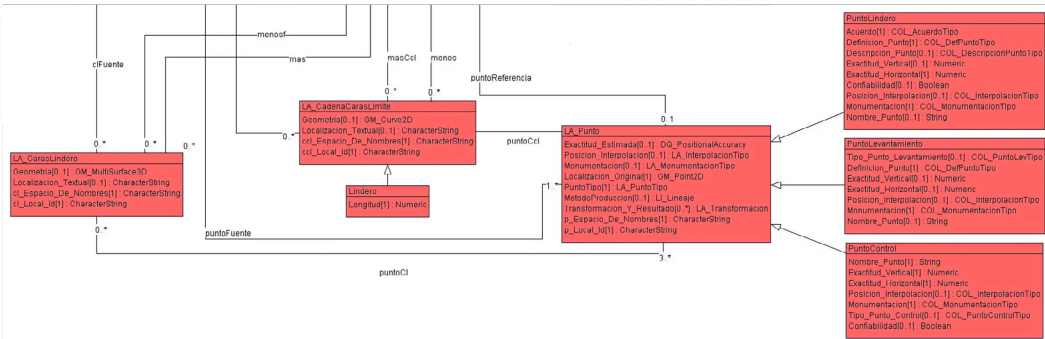 menosf
mas
clFuente
masCcl
menos
puntoReferencia
0..*
0..*
0..*
0..*
0..*
0..*
0..*
0..1
puntoCcl
LA_CarasLindero
Geometria[0..1] : GM_MultiSurface3D
Localizacion_Textual[0..1] : CharacterString
cl_Espacio_De_Nombres[1] : CharacterString
cl_Local_Id[1] : CharacterString
0..*
LA_CadenaCarasLimite
Geometria[0..1] : GM_Curvo2D
Localizacion_Textual[0..1] : CharacterString
ccl_Espacio_De_Nombres[1] : CharacterString
ccl_Local_Id[1] : CharacterString
Lindero
Longitud[1] : Numeric
1..*
puntoFuente
puntoCl
3..*
LA_Punto
Exactitud_Estimada[0..1] : DQ_PositionalAccuracy
Posicion_Interpolacion[0..1] : LA_InterpolacionTipo
Monumentacion[0..1] : LA_MonumentacionTipo
Localizacion_Original[1] : GM_Point2D
PuntoTipo[1] : LA_PuntoTipo
MetodoProduccion[0..1] : LI_Lineaje
Transformacion_Y_Resultado[0..*] : LA_Transformacion
p_Espacio_De_Nombres[1] : CharacterString
p_Local_Id[1] : CharacterString
PuntoLindero
Acuerdo[1] : COL_AcuerdoTipo
Definicion_Punto[1] : COL_DefPuntoTipo
Descripcion_Punto[0..1] : COL_DescripcionPuntoTipo
Exactitud_Vertical[0..1] : Numeric
Exactitud_Horizontal[1] : Numeric
Confiabilidad[0..1] : Boolean
Posicion_Interpolacion[0..1] : COL_InterpolacionTipo
Monumentacion[1] : COL_MonumentacionTipo
Nombre_Punto[0..1] : String
PuntoLevantamiento
Tipo_Punto_Levantamiento[0..1] : COL_PuntoLevTipo
Definicion_Punto[1] : COL_DefPuntoTipo
Exactitud_Vertical[0..1] : Numeric
Exactitud_Horizontal[1] : Numeric
Posicion_Interpolacion[0..1] : COL_InterpolacionTipo
Monumentacion[1] : COL_MonumentacionTipo
Nombre_Punto[0..1] : String
PuntoControl
Nombre_Punto[1] : String
Exactitud_Vertical[1] : Numeric
Exactitud_Horizontal[1] : Numeric
Posicion_Interpolacion[0..1] : COL_InterpolacionTipo
Monumentacion[1] : COL_MonumentacionTipo
Tipo_Punto_Control[0..1] : COL_PuntoControlTipo
Confiabilidad[0..1] : Boolean